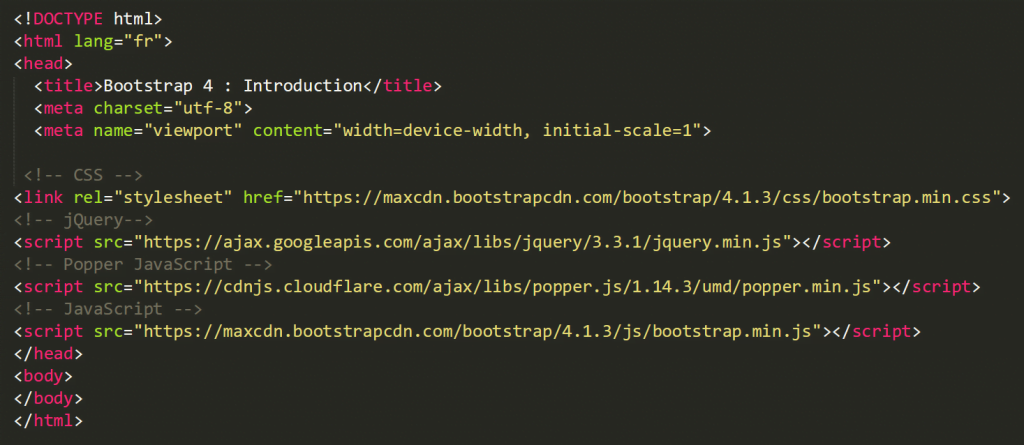 <!DOCTYPE html>
<html lang="fr">
<head>
  <title>Bootstrap 4 : Introduction</title>
  <meta charset="utf-8">
  <meta name="viewport" content="width=device-width, initial-scale=1">

 <!-- CSS -->
<link rel="stylesheet" href="https://maxcdn.bootstrapcdn.com/bootstrap/4.1.3/css/bootstrap.min.css">
<!-- jQuery-->
<script src="https://ajax.googleapis.com/ajax/libs/jquery/3.3.1/jquery.min.js"></script>
<!-- Popper JavaScript -->
<script src="https://cdnjs.cloudflare.com/ajax/libs/popper.js/1.14.3/umd/popper.min.js"></script>
<!-- JavaScript -->
<script src="https://maxcdn.bootstrapcdn.com/bootstrap/4.1.3/js/bootstrap.min.js"></script>
</head>
<body>
</body>
</html>